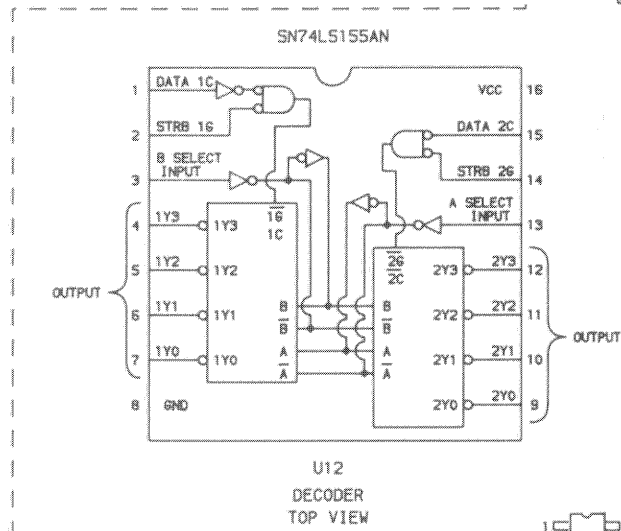 SN74LS155AN
1 DATA 1C
VCC 16
2 STRB 1G
DATA 2C 15
3 B SELECT INPUT
STRB 2G 14
A SELECT INPUT 13
4 1Y3 1Y3
1G
1C
2G
2C
2Y3 2Y3 12
5 1Y2 1Y2
OUTPUT
B B 2Y2 2Y2 11
6 1Y1 1Y1
B B
OUTPUT
A A 2Y1 2Y1 10
7 1Y0 1Y0
A A
8 GND
2Y0 2Y0 9
U12
DECODER
TOP VIEW
1